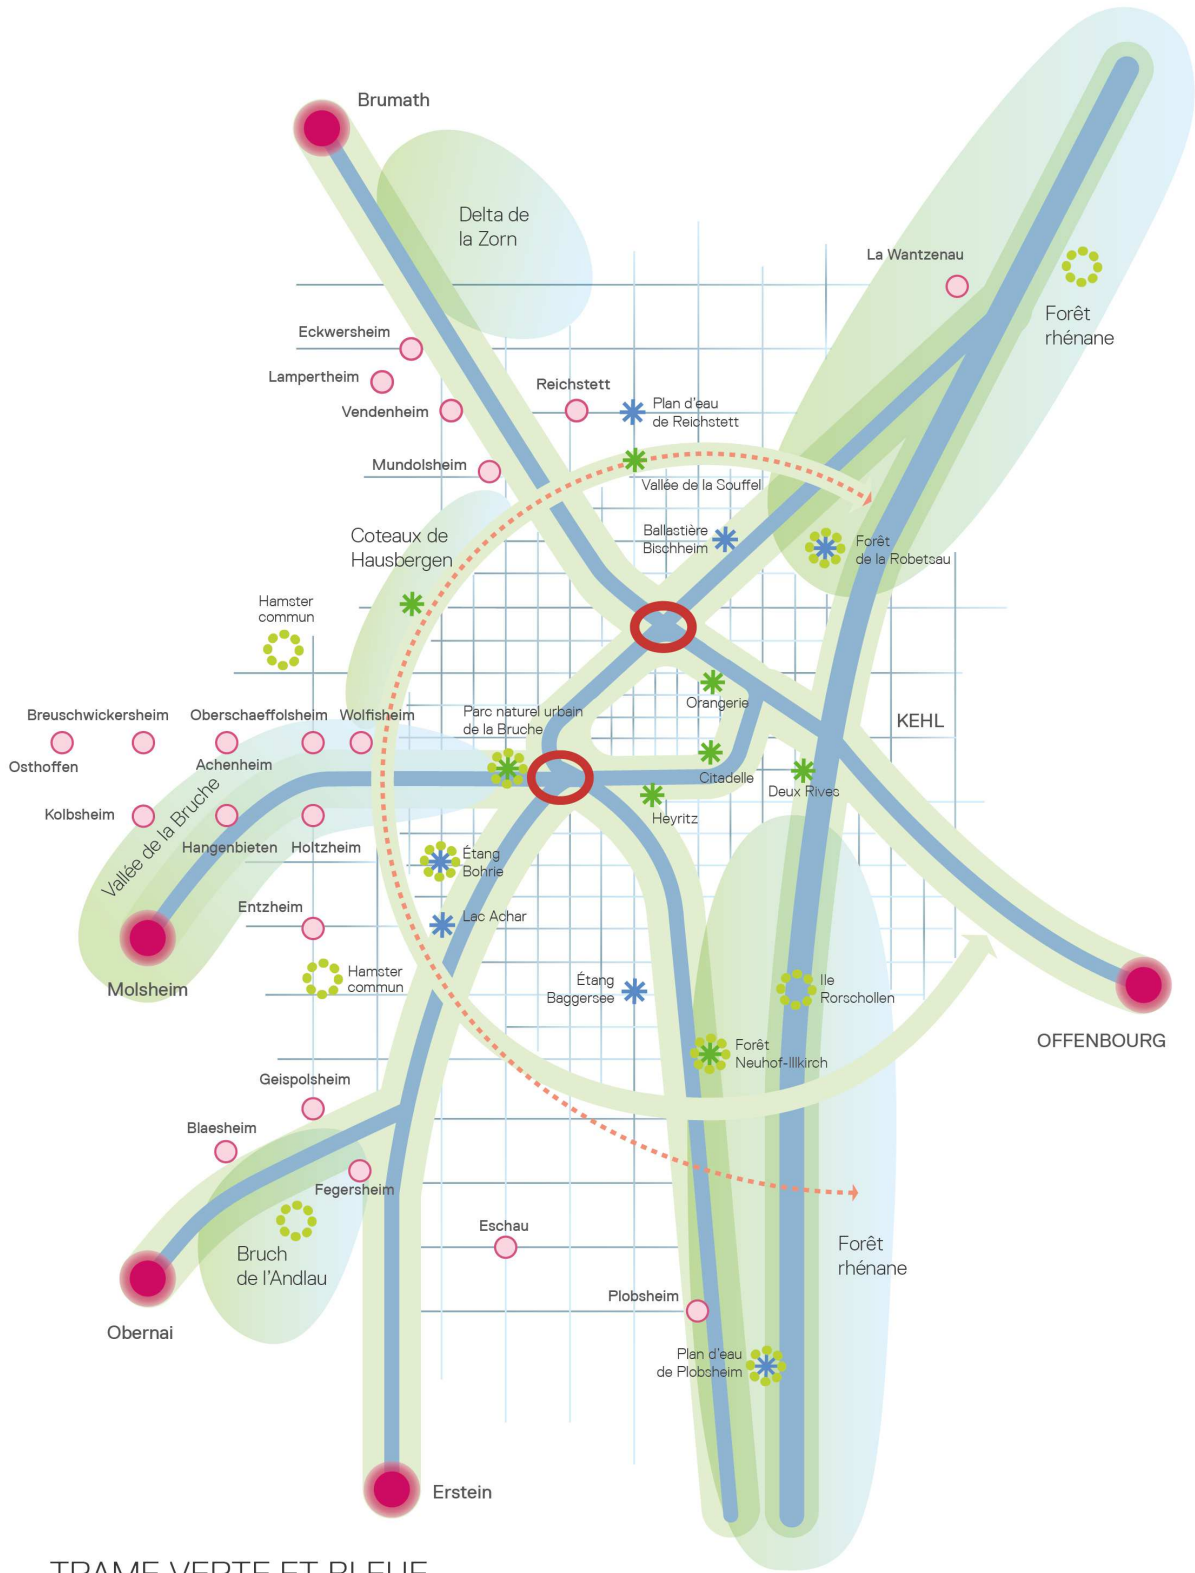 Brumath
Delta de
la Zorn
La Wantzenau
Forêt
rhénane
Eckwersheim
Lampertheim
Vendenheim
Reichstett
Plan d'eau
de Reichstett
Mundolsheim
Vallée de la Souffel
Coteaux de
Hausbergen
Ballastière
Bischheim
Forêt
de la Robetsau
Hamster
commun
Orangerie
Parc naturel urbain
de la Bruche
KEHL
Breuschwickersheim
Oberschaeffolsheim
Wolfisheim
Osthoffen
Achenheim
Citadelle
Deux Rives
Kolbsheim
Vallée de la Bruche
Hangenbieten
Holtzheim
Heyritz
Étang
Bohrie
Entzheim
Lac Achar
Molsheim
Hamster
commun
Étang
Baggersee
Ile
Rorschollen
OFFENBOURG
Forêt
Neuhof-Illkirch
Geispolsheim
Blaesheim
Fegersheim
Eschau
Bruch
de l'Andlau
Forêt
rhénane
Obernai
Plobsheim
Plan d'eau
de Plobsheim
Erstein
TRAME VERTE ET BLEUE